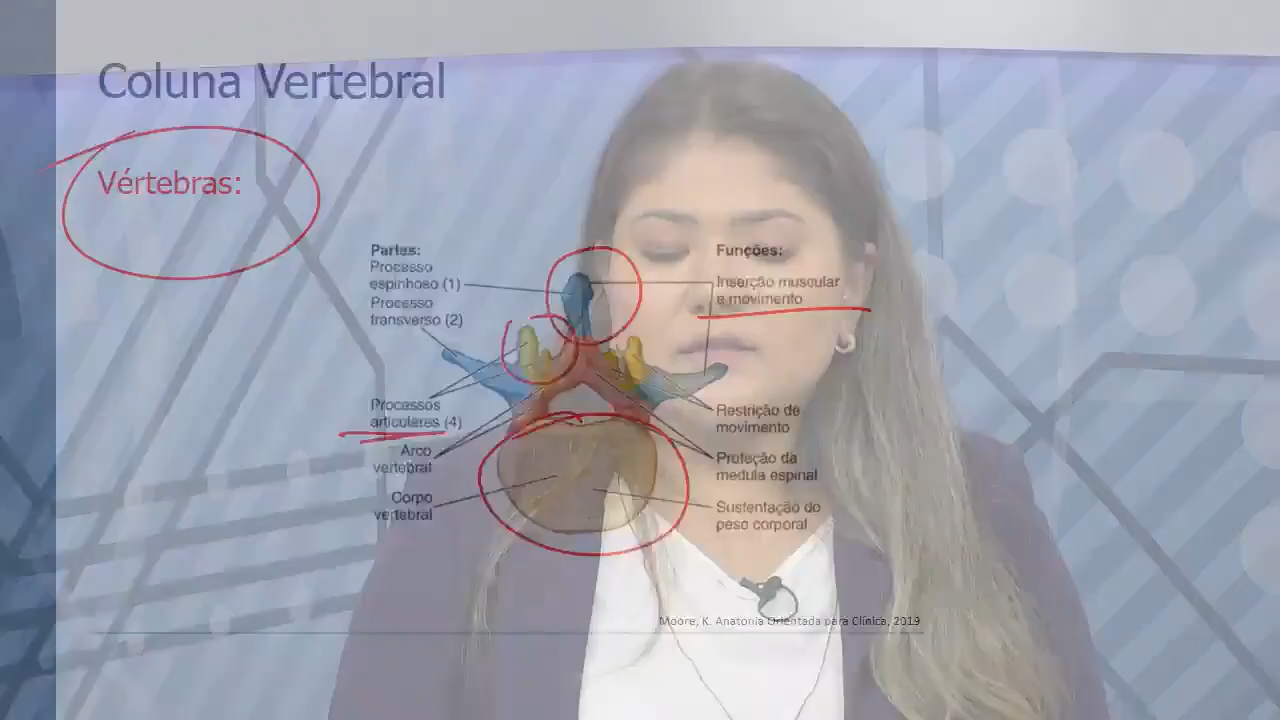 Coluna Vertebral
Vértebras:
Partes:
Processo
espinhoso (1)
Processo
transverso (2)
Processos
articulares (4)
Arco
vertebral
Corpo
vertebral
Funções:
Inserção muscular
e movimento
Restrição de
movimento
Proteção da
medula espinal
Sustentação do
peso corporal
Moore, K. Anatomia Orientada para Clínica, 2019